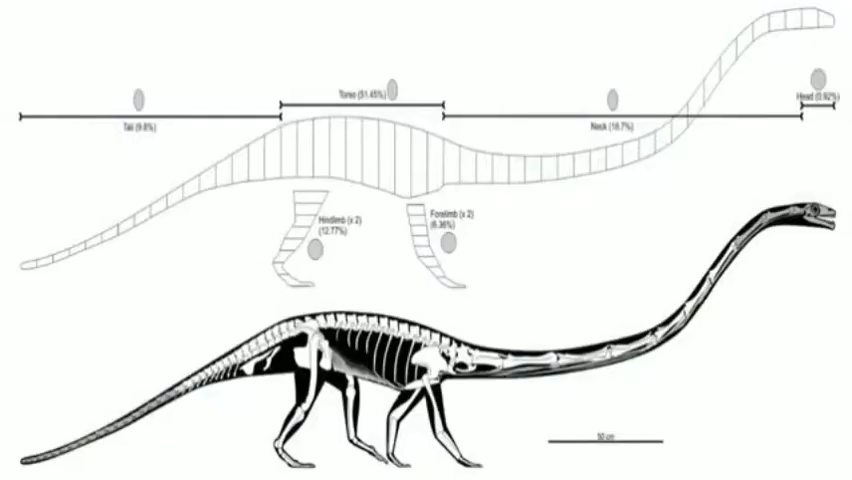 Torso (51.45%)
Head (0.92%)
Tail (9.8%)
Neck (18.7%)
Hindlimb (x 2)
(12.77%)
Forelimb (x 2)
(6.36%)
50 cm